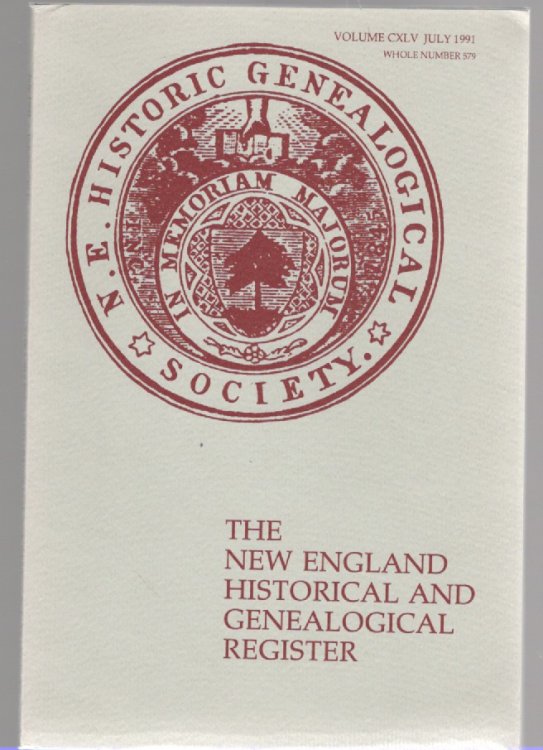 VOLUME CXLV JULY 1991
WHOLE NUMBER 579
N.E. HISTORIC GENEALOGICAL SOCIETY.
IN MEMORIAM MAJORUM
1845
THE
NEW ENGLAND
HISTORICAL AND
GENEALOGICAL
REGISTER